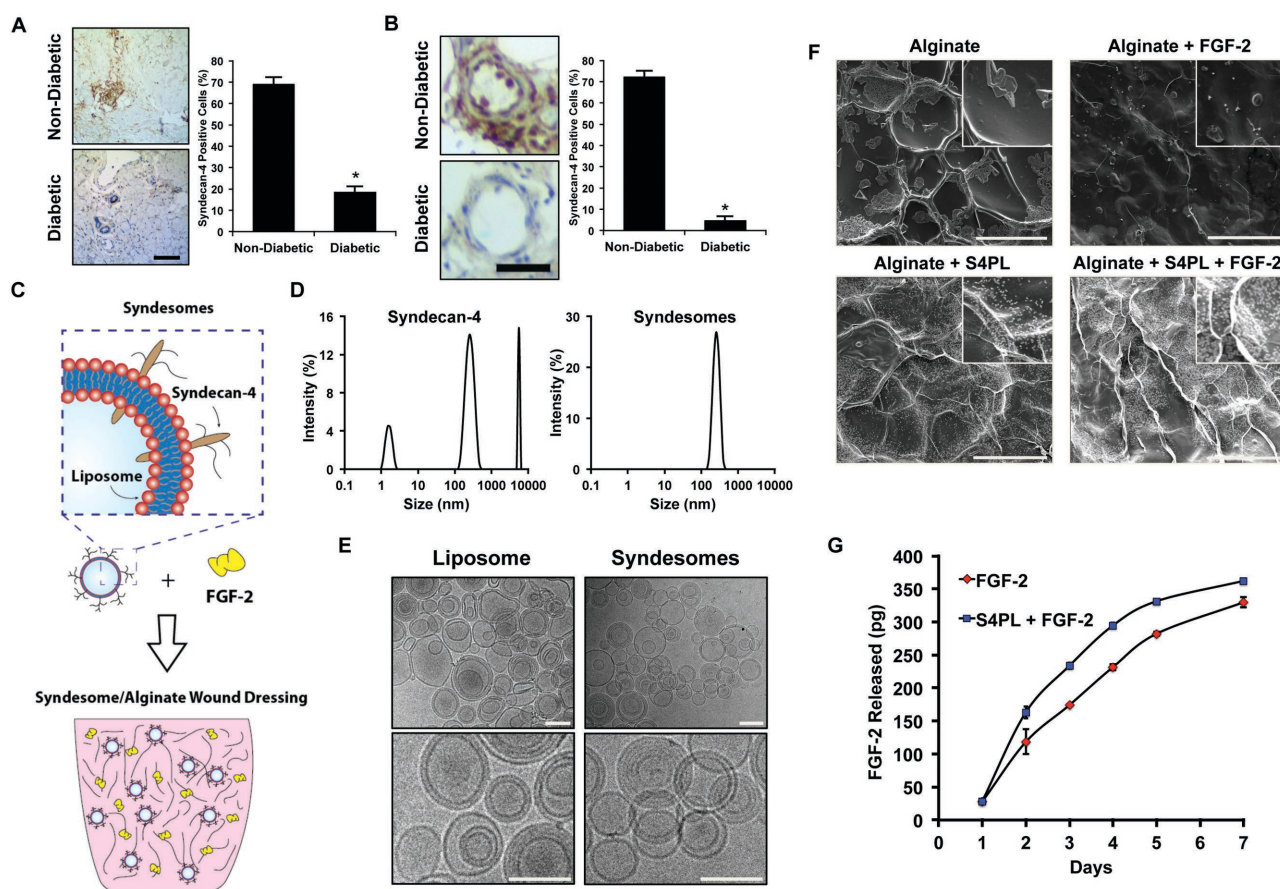 A
Non-Diabetic
Diabetic
Syndecan-4 Positive Cells (%)
80
70
60
50
40
30
20
10
0
*
Non-Diabetic
Diabetic
B
Non-Diabetic
Diabetic
Syndecan-4 Positive Cells (%)
80
70
60
50
40
30
20
10
0
*
Non-Diabetic
Diabetic
C
Syndesomes
Syndecan-4
Liposome
+
FGF-2
Syndesome/Alginate Wound Dressing
D
Syndecan-4
Intensity (%)
16
12
8
4
0
0.1
1
10
100
1000
10000
Size (nm)
Syndesomes
Intensity (%)
30
20
10
0
0.1
1
10
100
1000
10000
Size (nm)
E
Liposome
Syndesomes
F
Alginate
Alginate + FGF-2
Alginate + S4PL
Alginate + S4PL + FGF-2
G
FGF-2 Released (pg)
400
350
300
250
200
150
100
50
0
FGF-2
S4PL + FGF-2
0
1
2
3
4
5
6
7
Days